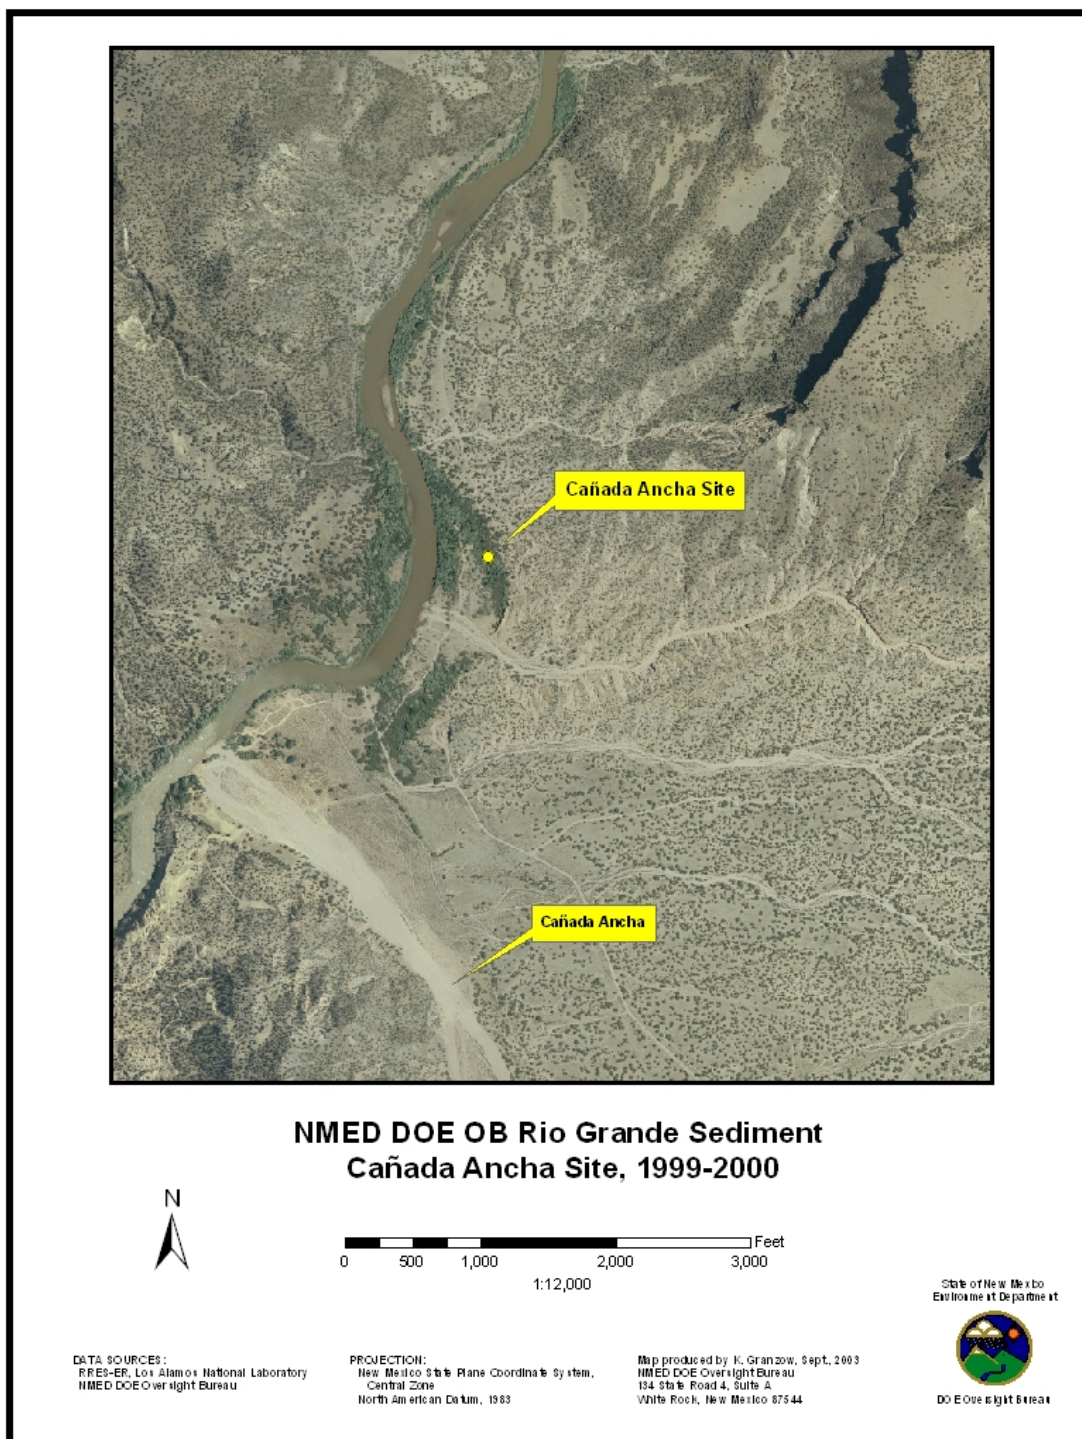 Cañada Ancha Site
Cañada Ancha
NMED DOE OB Rio Grande Sediment
Cañada Ancha Site, 1999-2000
N
Feet
0 500 1,000 2,000 3,000
1:12,000
State of New Mexico
Environment Department
DATA SOURCES:
RRES-ER, Los Alamos National Laboratory
NMED DOE Oversight Bureau
PROJECTION:
New Mexico State Plane Coordinate System,
Central Zone
North American Datum, 1983
Map produced by K. Granzow, Sept., 2003
NMED DOE Oversight Bureau
134 State Road 4, Suite A
White Rock, New Mexico 87544
DOE Oversight Bureau